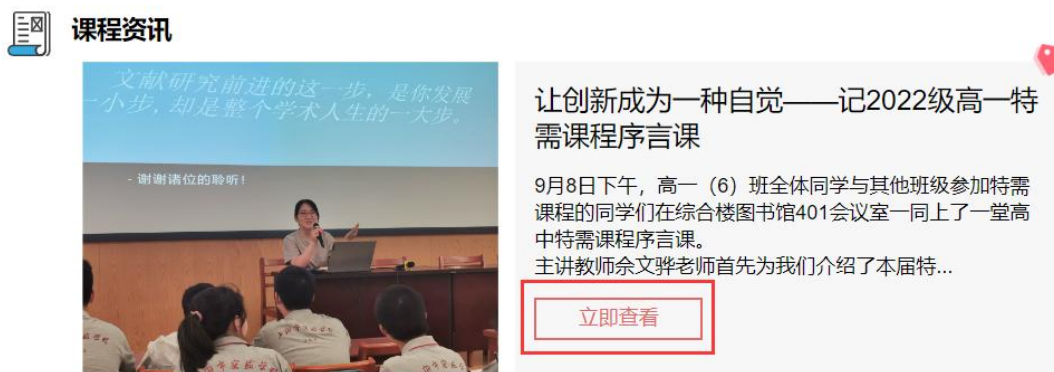 课程资讯
文献研究前进的这一步，是你发展
一小步，却是整个学术人生的一大步。
- 谢谢诸位的聆听！
让创新成为一种自觉——记2022级高一特
需课程序言课
9月8日下午，高一（6）班全体同学与其他班级参加特需
课程的同学们在综合楼图书馆401会议室一同上了一堂高
中特需课程序言课。
主讲教师佘文骅老师首先为我们介绍了本届特...
立即查看